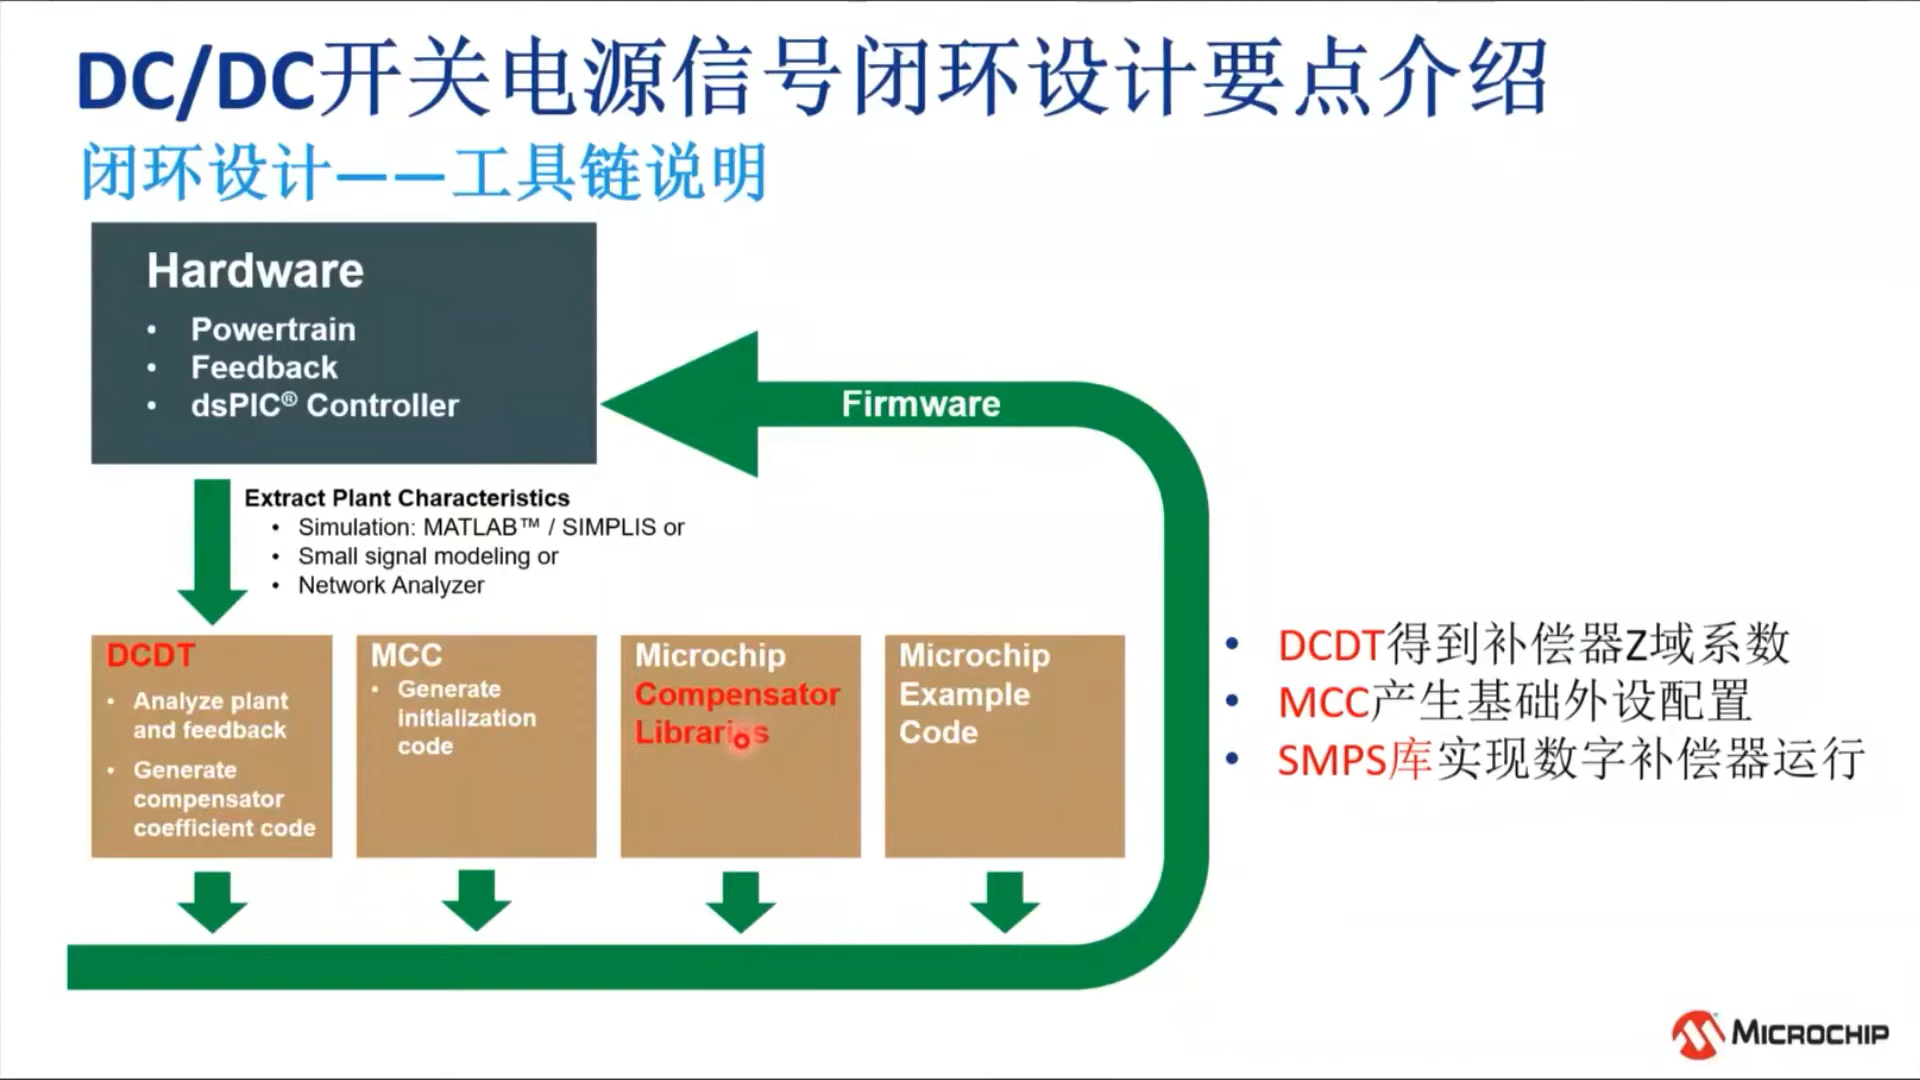 DC/DC开关电源信号闭环设计要点介绍
闭环设计——工具链说明
Hardware
• Powertrain
• Feedback
• dsPIC® Controller
Firmware
Extract Plant Characteristics
• Simulation: MATLAB™ / SIMPLIS or
• Small signal modeling or
• Network Analyzer
DCDT
• Analyze plant
and feedback
• Generate
compensator
coefficient code
MCC
• Generate
initialization
code
Microchip
Compensator
Libraries
Microchip
Example
Code
• DCDT得到补偿器Z域系数
• MCC产生基础外设配置
• SMPS库实现数字补偿器运行
MICROCHIP